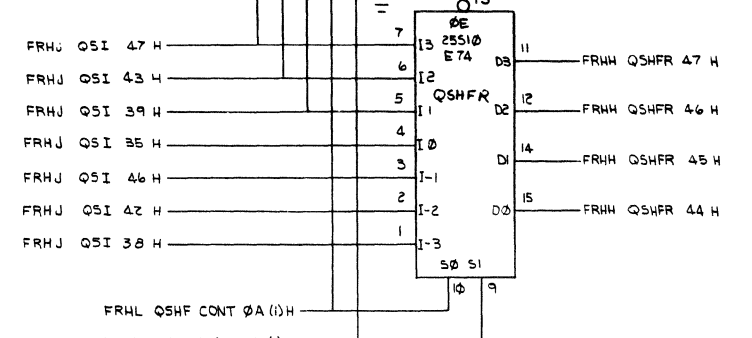 13
ØE
25S10
E74
QSHFR
FRHJ QSI 47 H 7 I3
FRHJ QSI 43 H 6 I2
FRHJ QSI 39 H 5 I1
FRHJ QSI 35 H 4 IØ
FRHJ QSI 46 H 3 I-1
FRHJ QSI 42 H 2 I-2
FRHJ QSI 38 H 1 I-3
D3 11 FRHH QSHFR 47 H
D2 12 FRHH QSHFR 46 H
D1 14 FRHH QSHFR 45 H
DØ 15 FRHH QSHFR 44 H
SØ S1
10 9
FRHL QSHF CONT ØA (1) H